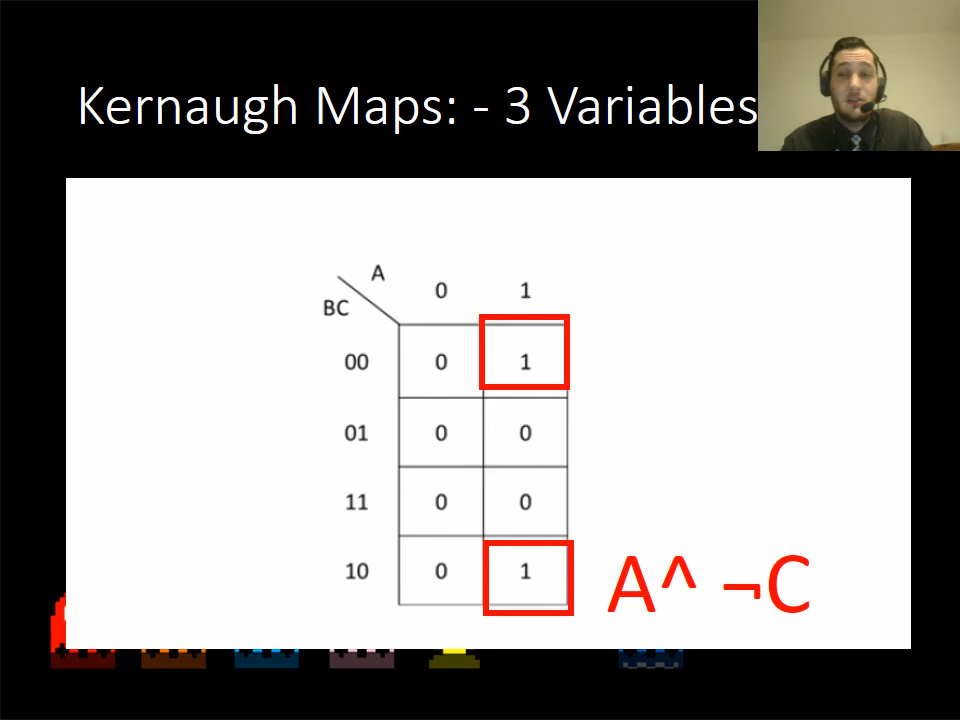 Kernaugh Maps: - 3 Variables
A
BC 0 1
00 0 1
01 0 0
11 0 0
10 0 1
A^ ¬C